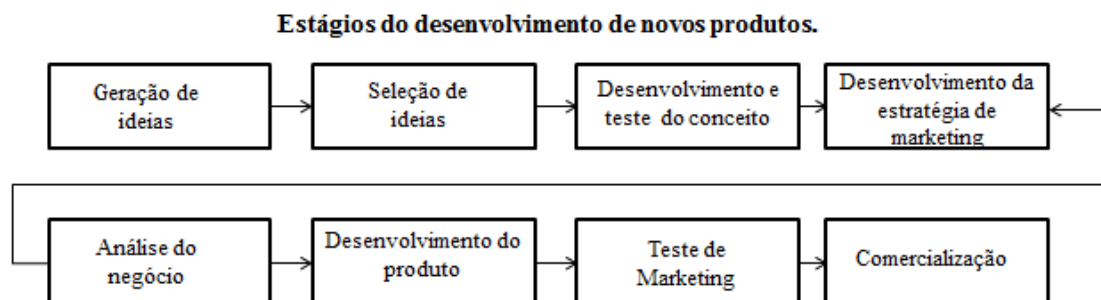 Estágios do desenvolvimento de novos produtos.
Geração de
ideias
Seleção de
ideias
Desenvolvimento e
teste do conceito
Desenvolvimento da
estratégia de
marketing
Análise do
negócio
Desenvolvimento do
produto
Teste de
Marketing
Comercialização